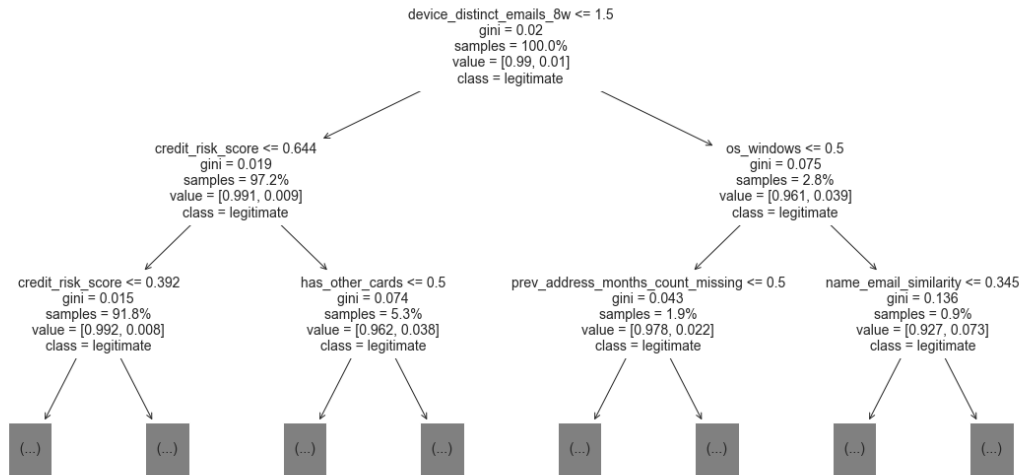 device_distinct_emails_8w <= 1.5
gini = 0.02
samples = 100.0%
value = [0.99, 0.01]
class = legitimate
credit_risk_score <= 0.644
gini = 0.019
samples = 97.2%
value = [0.991, 0.009]
class = legitimate
os_windows <= 0.5
gini = 0.075
samples = 2.8%
value = [0.961, 0.039]
class = legitimate
credit_risk_score <= 0.392
gini = 0.015
samples = 91.8%
value = [0.992, 0.008]
class = legitimate
has_other_cards <= 0.5
gini = 0.074
samples = 5.3%
value = [0.962, 0.038]
class = legitimate
prev_address_months_count_missing <= 0.5
gini = 0.043
samples = 1.9%
value = [0.978, 0.022]
class = legitimate
name_email_similarity <= 0.345
gini = 0.136
samples = 0.9%
value = [0.927, 0.073]
class = legitimate
(...)
(...)
(...)
(...)
(...)
(...)
(...)
(...)